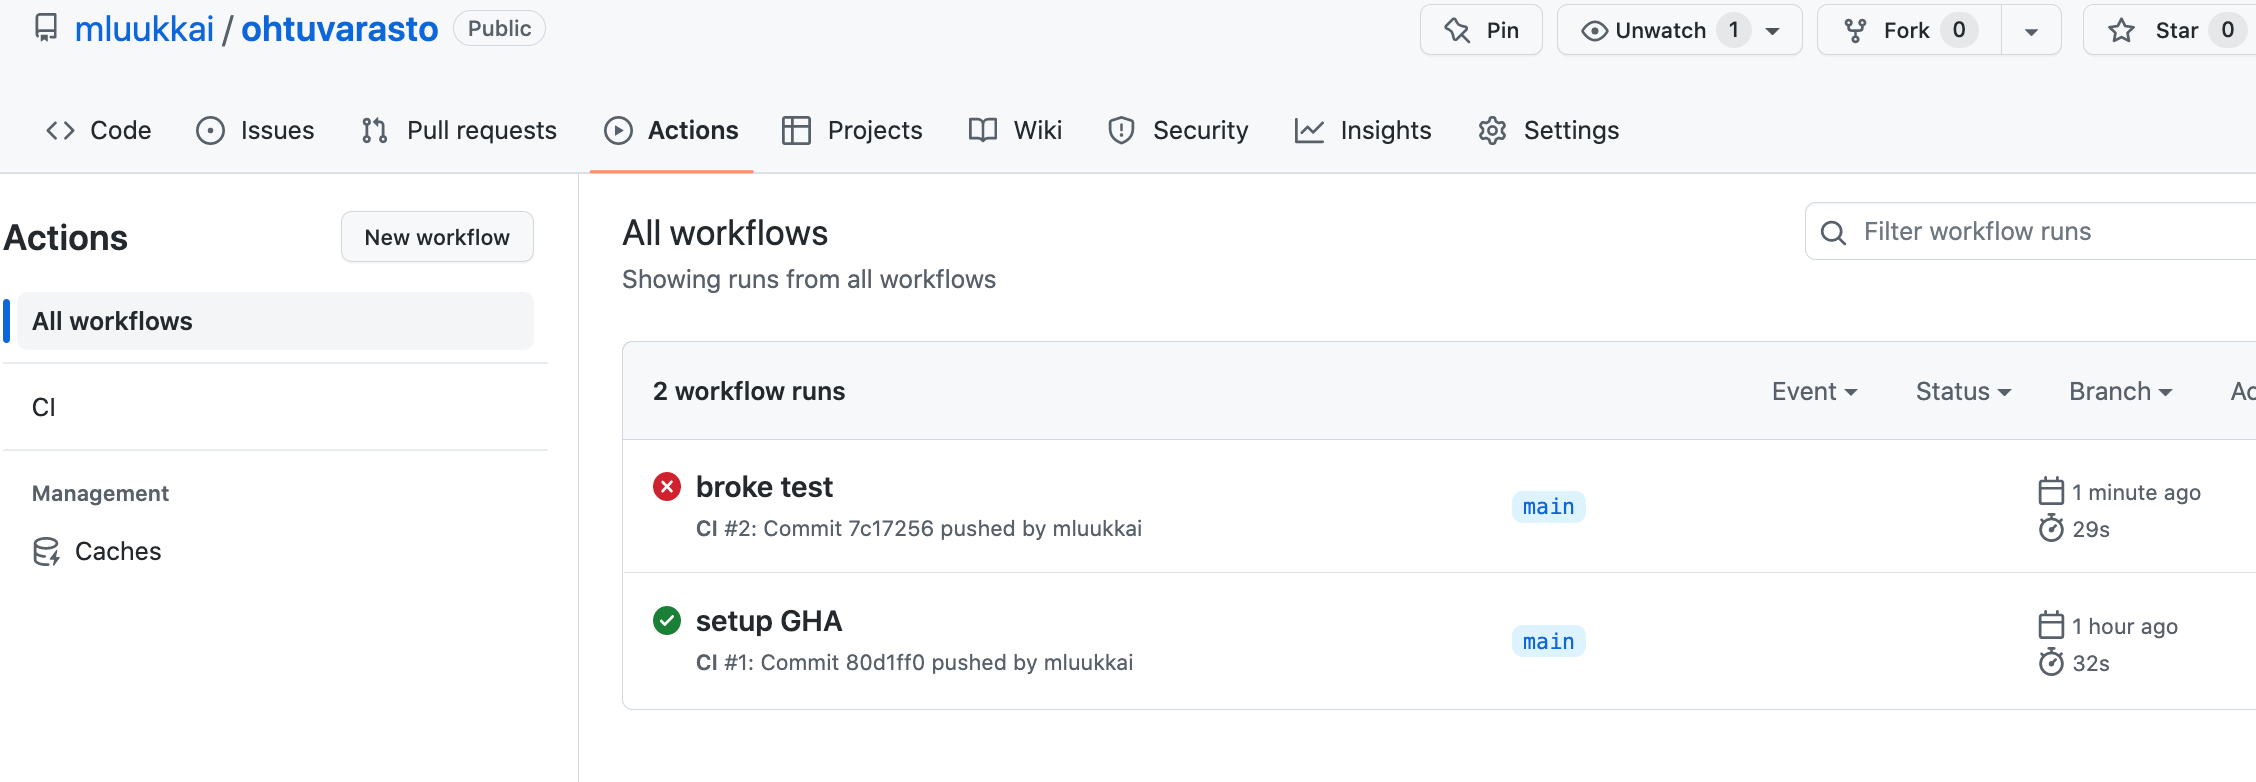 mluukkai / ohtuvarasto Public Pin Unwatch 1 Fork 0 Star 0
Code Issues Pull requests Actions Projects Wiki Security Insights Settings
Actions New workflow
All workflows
CI
Management
Caches
All workflows
Showing runs from all workflows
Filter workflow runs
2 workflow runs Event Status Branch
broke test
CI #2: Commit 7c17256 pushed by mluukkai
main
1 minute ago
29s
setup GHA
CI #1: Commit 80d1ff0 pushed by mluukkai
main
1 hour ago
32s